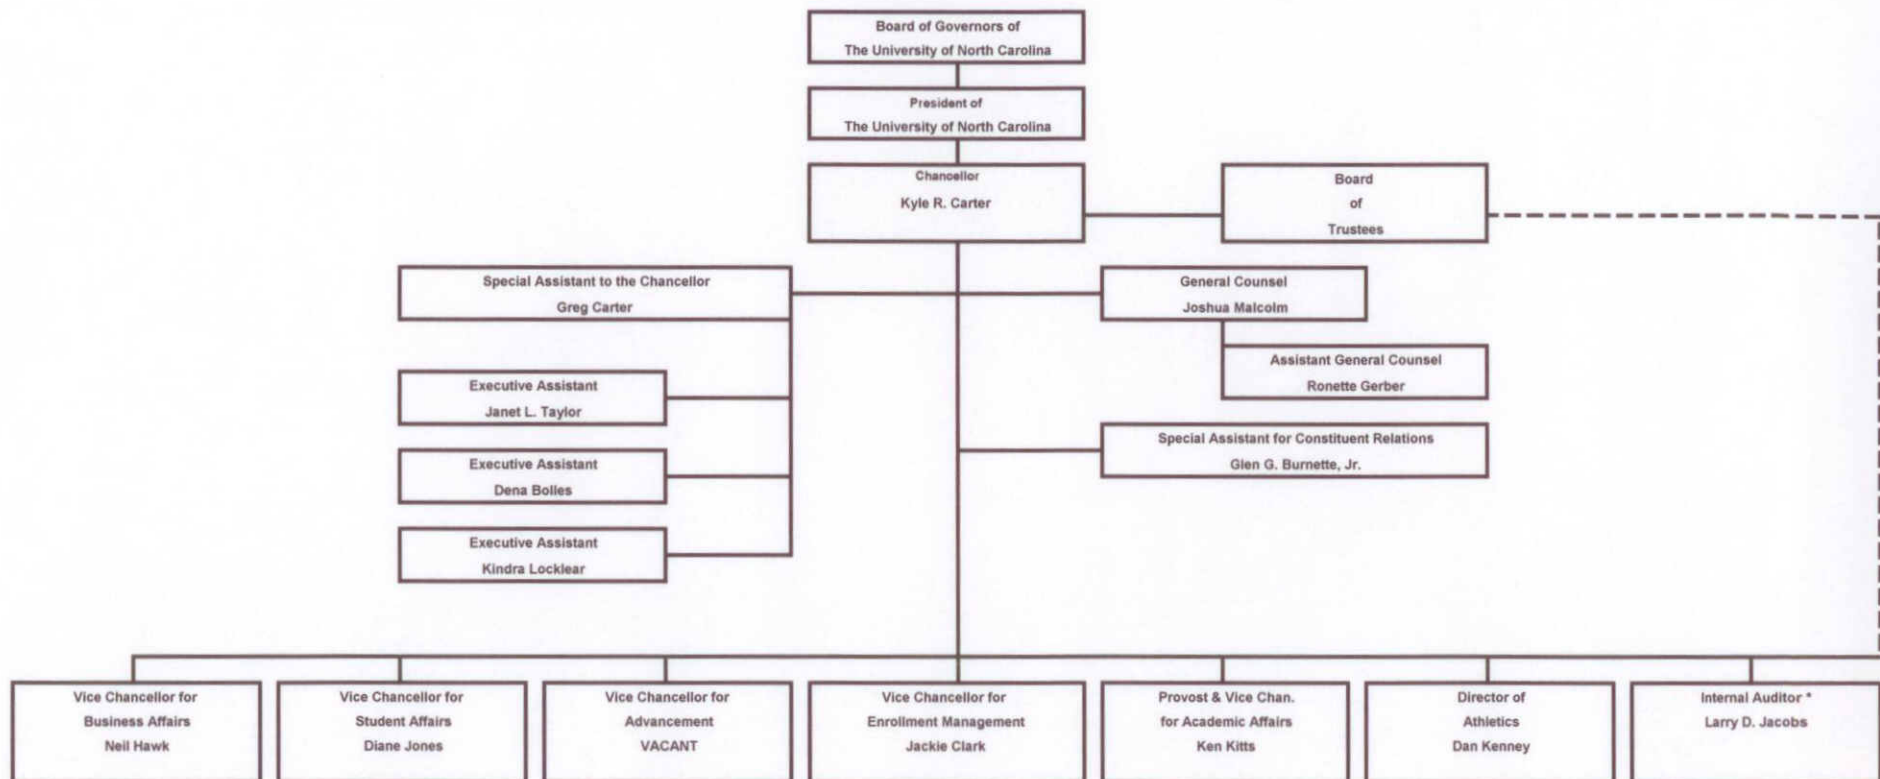 Board of Governors of
The University of North Carolina
President of
The University of North Carolina
Chancellor
Kyle R. Carter
Board
of
Trustees
Special Assistant to the Chancellor
Greg Carter
General Counsel
Joshua Malcolm
Assistant General Counsel
Ronette Gerber
Executive Assistant
Janet L. Taylor
Special Assistant for Constituent Relations
Glen G. Burnette, Jr.
Executive Assistant
Dena Bolles
Executive Assistant
Kindra Locklear
Vice Chancellor for
Business Affairs
Neil Hawk
Vice Chancellor for
Student Affairs
Diane Jones
Vice Chancellor for
Advancement
VACANT
Vice Chancellor for
Enrollment Management
Jackie Clark
Provost & Vice Chan.
for Academic Affairs
Ken Kitts
Director of
Athletics
Dan Kenney
Internal Auditor *
Larry D. Jacobs